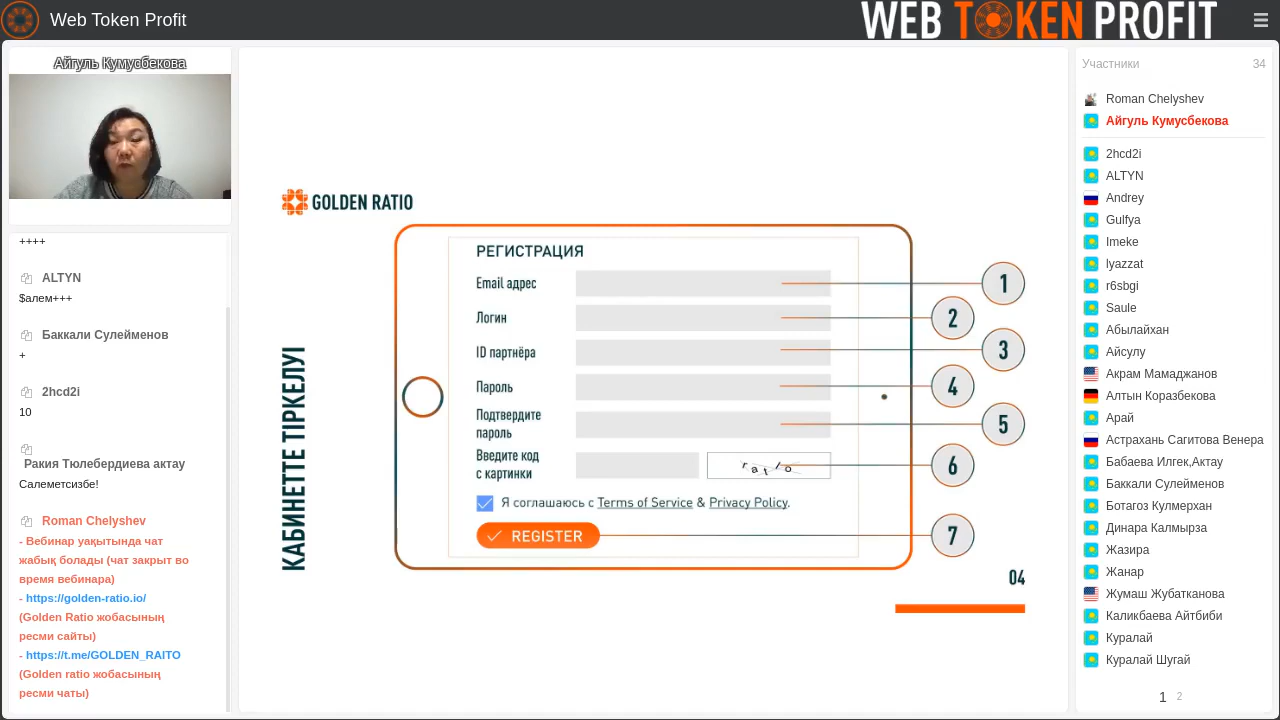 Web Token Profit
WEB TOKEN PROFIT
Айгуль Кумусбекова
++++
ALTYN
$алем+++
Баккали Сулейменов
+
2hcd2i
10
Ракия Тюлебердиева актау
Салеметсизбе!
Roman Chelyshev
- Вебинар уақытында чат
жабық болады (чат закрыт во
время вебинара)
- https://golden-ratio.io/
(Golden Ratio жобасының
ресми сайты)
- https://t.me/GOLDEN_RAITO
(Golden ratio жобасының
ресми чаты)
GOLDEN RATIO
КАБИНЕТТЕ ТІРКЕЛУІ
РЕГИСТРАЦИЯ
Email адрес
1
Логин
2
ID партнёра
3
Пароль
4
Подтвердите
пароль
5
Введите код
с картинки
ratio
6
Я соглашаюсь с Terms of Service & Privacy Policy.
REGISTER
7
04
Участники 34
Roman Chelyshev
Айгуль Кумусбекова
2hcd2i
ALTYN
Andrey
Gulfya
Imeke
lyazzat
r6sbgi
Saule
Абылайхан
Айсулу
Акрам Мамаджанов
Алтын Коразбекова
Арай
Астрахань Сагитова Венера
Бабаева Илгек,Актау
Баккали Сулейменов
Ботагоз Кулмерхан
Динара Калмырза
Жазира
Жанар
Жумаш Жубатканова
Каликбаева Айтбиби
Куралай
Куралай Шугай
1 2